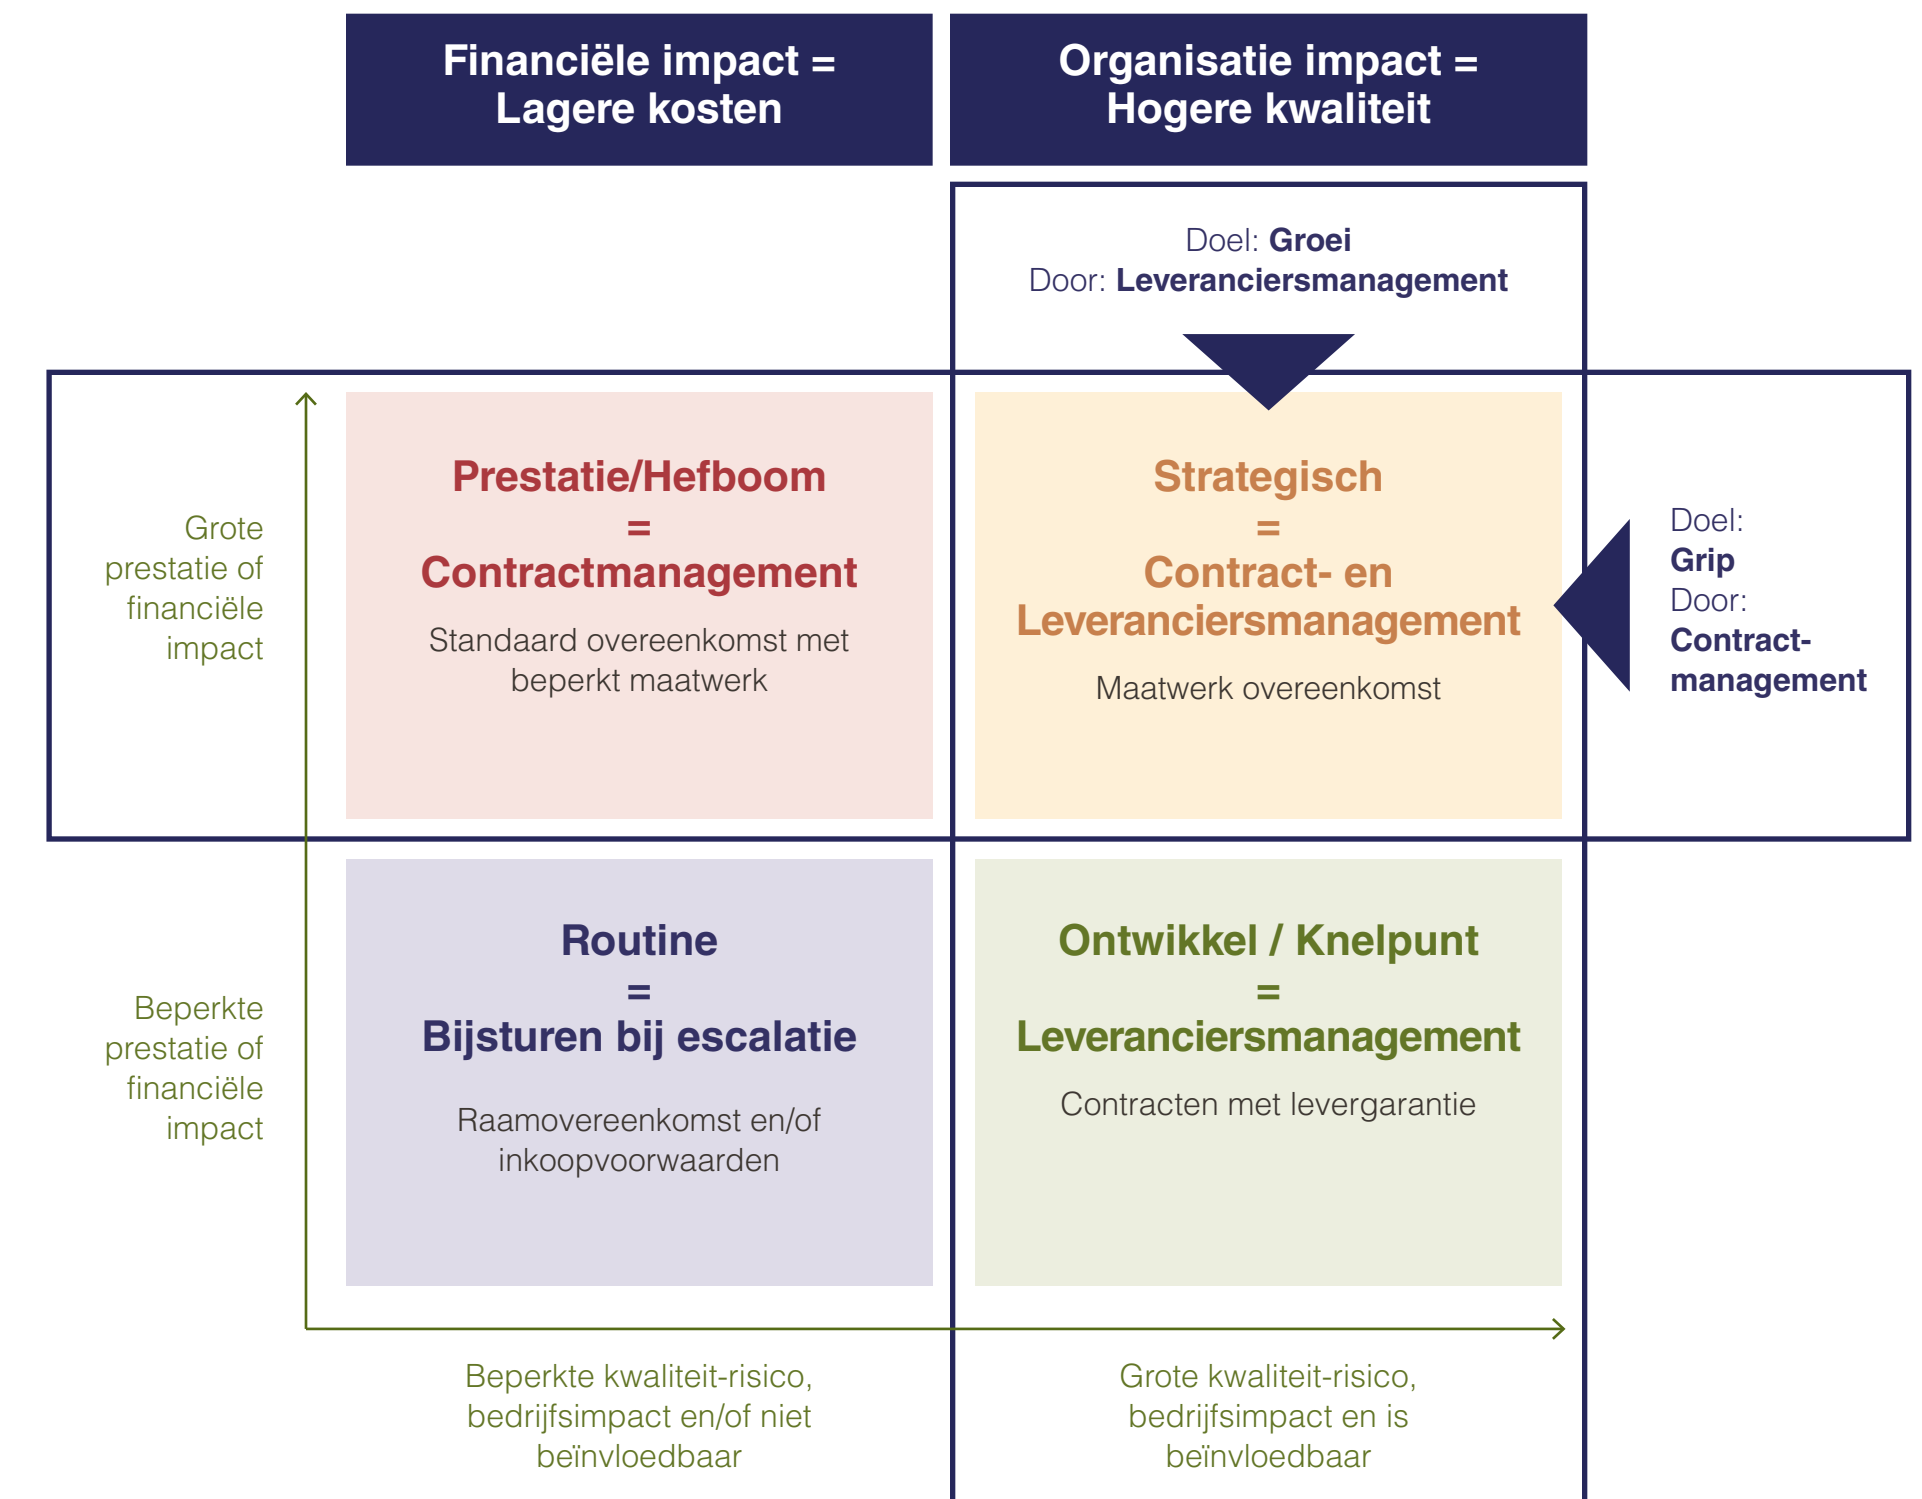 Financiële impact =
Lagere kosten
Organisatie impact =
Hogere kwaliteit
Doel: Groei
Door: Leveranciersmanagement
Grote
prestatie of
financiële
impact
Prestatie/Hefboom
=
Contractmanagement
Standaard overeenkomst met
beperkt maatwerk
Strategisch
=
Contract- en
Leveranciersmanagement
Maatwerk overeenkomst
Doel:
Grip
Door:
Contract-
management
Beperkte
prestatie of
financiële
impact
Routine
=
Bijsturen bij escalatie
Raamovereenkomst en/of
inkoopvoorwaarden
Ontwikkel / Knelpunt
=
Leveranciersmanagement
Contracten met levergarantie
Beperkte kwaliteit-risico,
bedrijfsimpact en/of niet
beïnvloedbaar
Grote kwaliteit-risico,
bedrijfsimpact en is
beïnvloedbaar